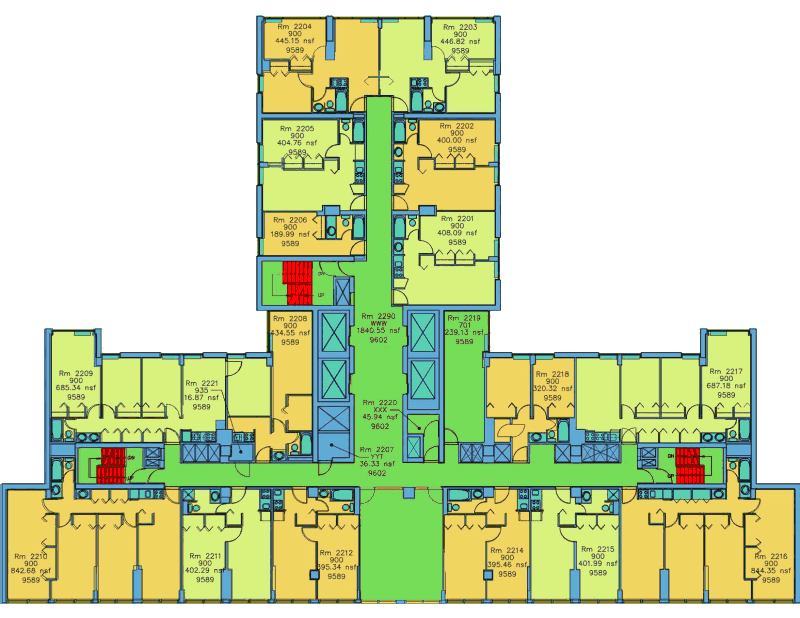 Rm 2204
900
445.15 nsf
9589
Rm 2203
900
446.82 nsf
9589
Rm 2205
900
404.76 nsf
9589
Rm 2202
900
400.00 nsf
9589
Rm 2206
900
189.99 nsf
9589
Rm 2201
900
408.09 nsf
9589
DN
UP
Rm 2208
900
434.55 nsf
9589
Rm 2290
WWW
1840.55 nsf
9602
Rm 2219
701
239.13 nsf
9589
Rm 2209
900
685.34 nsf
9589
Rm 2221
935
16.87 nsf
9589
Rm 2218
900
320.32 nsf
9589
Rm 2217
900
687.18 nsf
9589
Rm 2220
XXX
45.94 nsf
9602
Rm 2207
YYT
36.33 nsf
9602
DN
UP
DN
UP
Rm 2210
900
842.68 nsf
9589
Rm 2211
900
402.29 nsf
9589
Rm 2212
900
395.34 nsf
9589
Rm 2214
900
395.46 nsf
9589
Rm 2215
900
401.99 nsf
9589
Rm 2216
900
844.35 nsf
9589